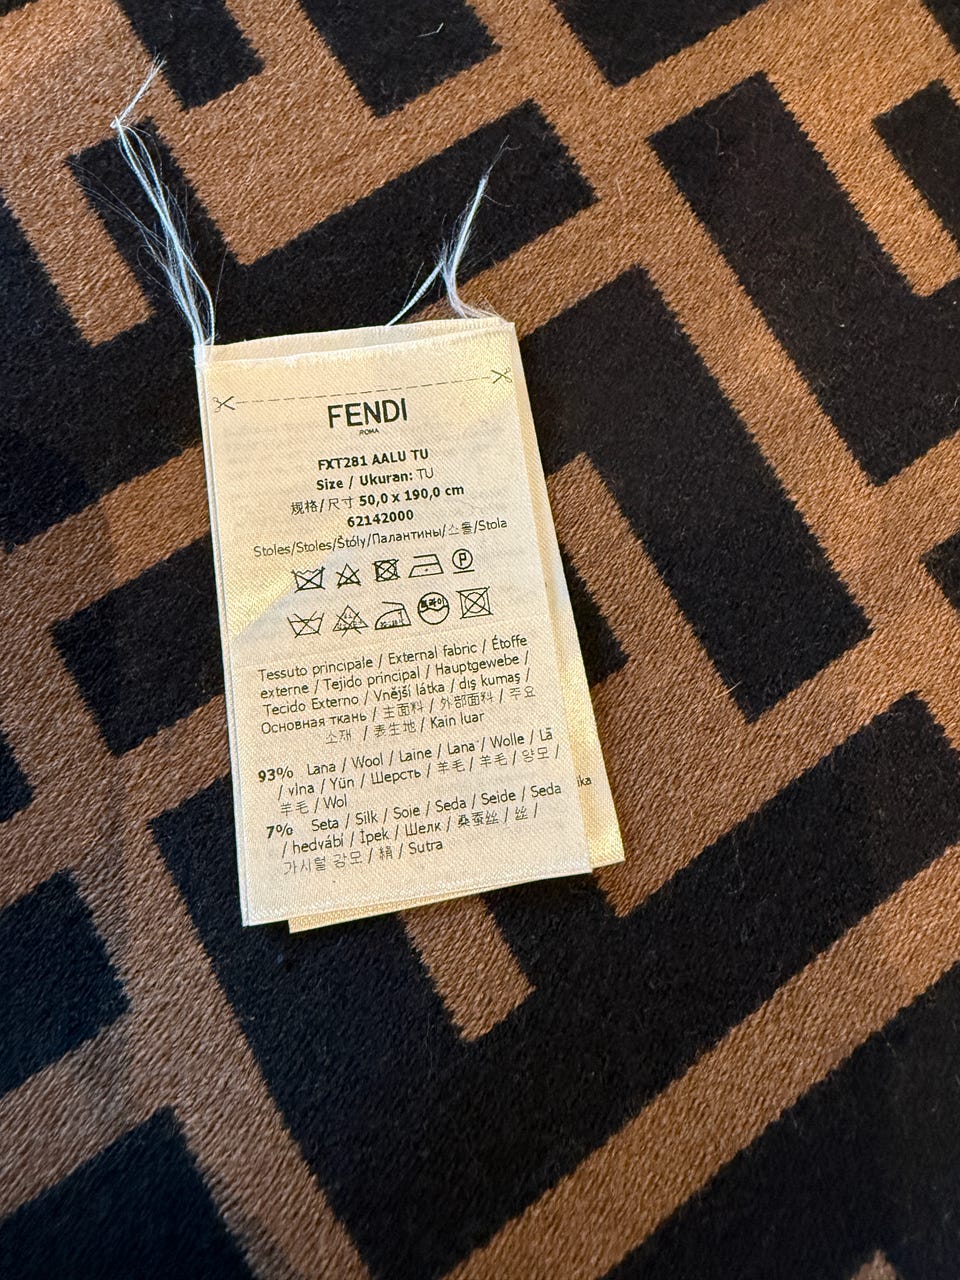 FENDI
ROMA
FXT281 AALU TU
Size / Ukuran: TU
规格/尺寸 50,0 x 190,0 cm
62142000
Stoles/Stoles/Štóly/Палантины/스톨/Stola
P
드라이
Tessuto principale / External fabric / Étoffe
externe / Tejido principal / Hauptgewebe /
Tecido Externo / Vnější látka / dış kumaş /
Основная ткань / 主面料 / 外部面料 / 주요
소재 / 表生地 / Kain luar
93% Lana / Wool / Laine / Lana / Wolle / Lã
/ vlna / Yün / Шерсть / 羊毛 / 羊毛 / 양모 /
羊毛 / Wol
7% Seta / Silk / Soie / Seda / Seide / Seda
/ hedvábí / İpek / Шелк / 桑蚕丝 / 丝 /
가시털 감모 / 絹 / Sutra
ika